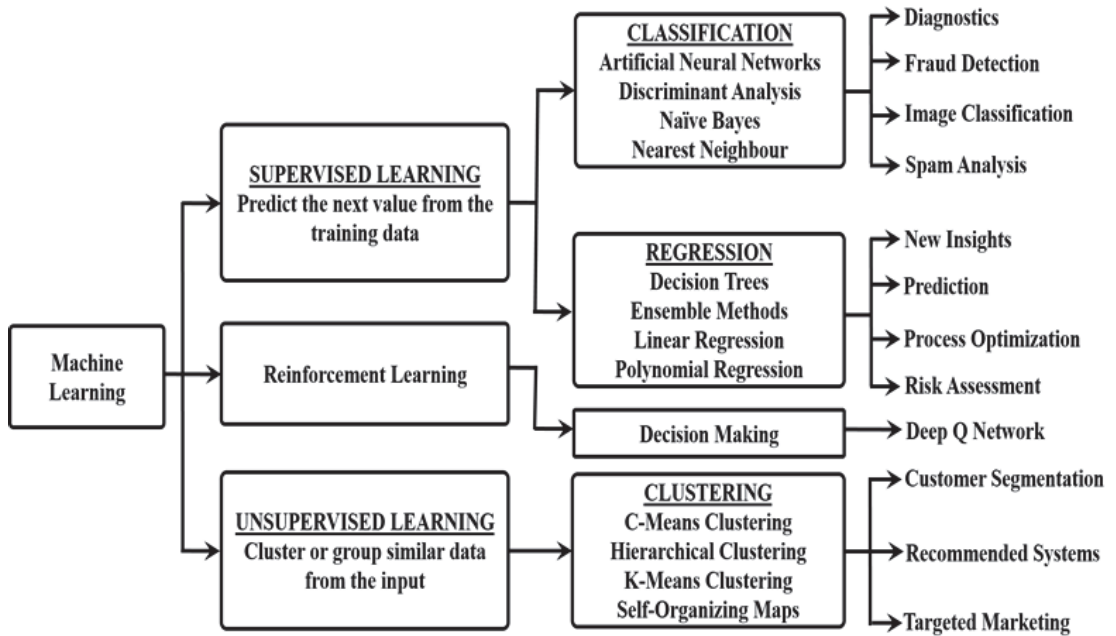 Machine
Learning
SUPERVISED LEARNING
Predict the next value from the
training data
Reinforcement Learning
UNSUPERVISED LEARNING
Cluster or group similar data
from the input
CLASSIFICATION
Artificial Neural Networks
Discriminant Analysis
Naïve Bayes
Nearest Neighbour
REGRESSION
Decision Trees
Ensemble Methods
Linear Regression
Polynomial Regression
Decision Making
CLUSTERING
C-Means Clustering
Hierarchical Clustering
K-Means Clustering
Self-Organizing Maps
Diagnostics
Fraud Detection
Image Classification
Spam Analysis
New Insights
Prediction
Process Optimization
Risk Assessment
Deep Q Network
Customer Segmentation
Recommended Systems
Targeted Marketing